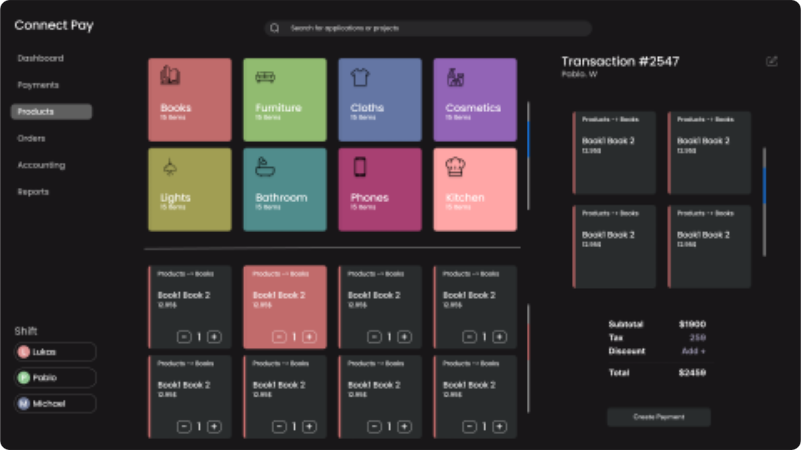 Connect Pay
Search for applications or projects
Dashboard
Payments
Products
Orders
Accounting
Reports
Shift
L Lukas
P Pablo
M Michael
Books
15 Items
Furniture
15 Items
Cloths
15 Items
Cosmetics
15 Items
Lights
15 Items
Bathroom
15 Items
Phones
15 Items
Kitchen
15 Items
Products -> Books
Book1 Book 2
12.99$
- 1 +
Products -> Books
Book1 Book 2
12.99$
- 1 +
Products -> Books
Book1 Book 2
12.99$
- 1 +
Products -> Books
Book1 Book 2
12.99$
- 1 +
Products -> Books
Book1 Book 2
12.99$
- 1 +
Products -> Books
Book1 Book 2
12.99$
- 1 +
Products -> Books
Book1 Book 2
12.99$
- 1 +
Products -> Books
Book1 Book 2
12.99$
- 1 +
Transaction #2547
Pablo. W
Products -> Books
Book1 Book 2
12.99$
Products -> Books
Book1 Book 2
12.99$
Products -> Books
Book1 Book 2
12.99$
Products -> Books
Book1 Book 2
12.99$
Subtotal $1900
Tax 259
Discount Add +
Total $2459
Create Payment